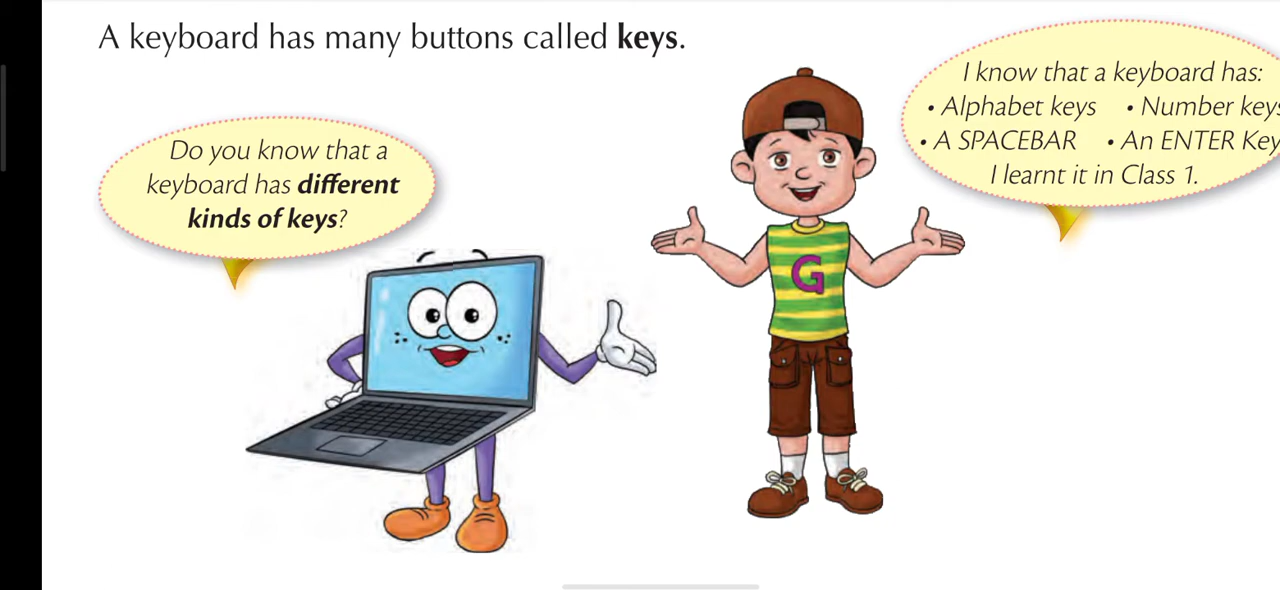 A keyboard has many buttons called keys.
Do you know that a
keyboard has different
kinds of keys?
I know that a keyboard has:
• Alphabet keys • Number keys
• A SPACEBAR • An ENTER Key
I learnt it in Class 1.
G